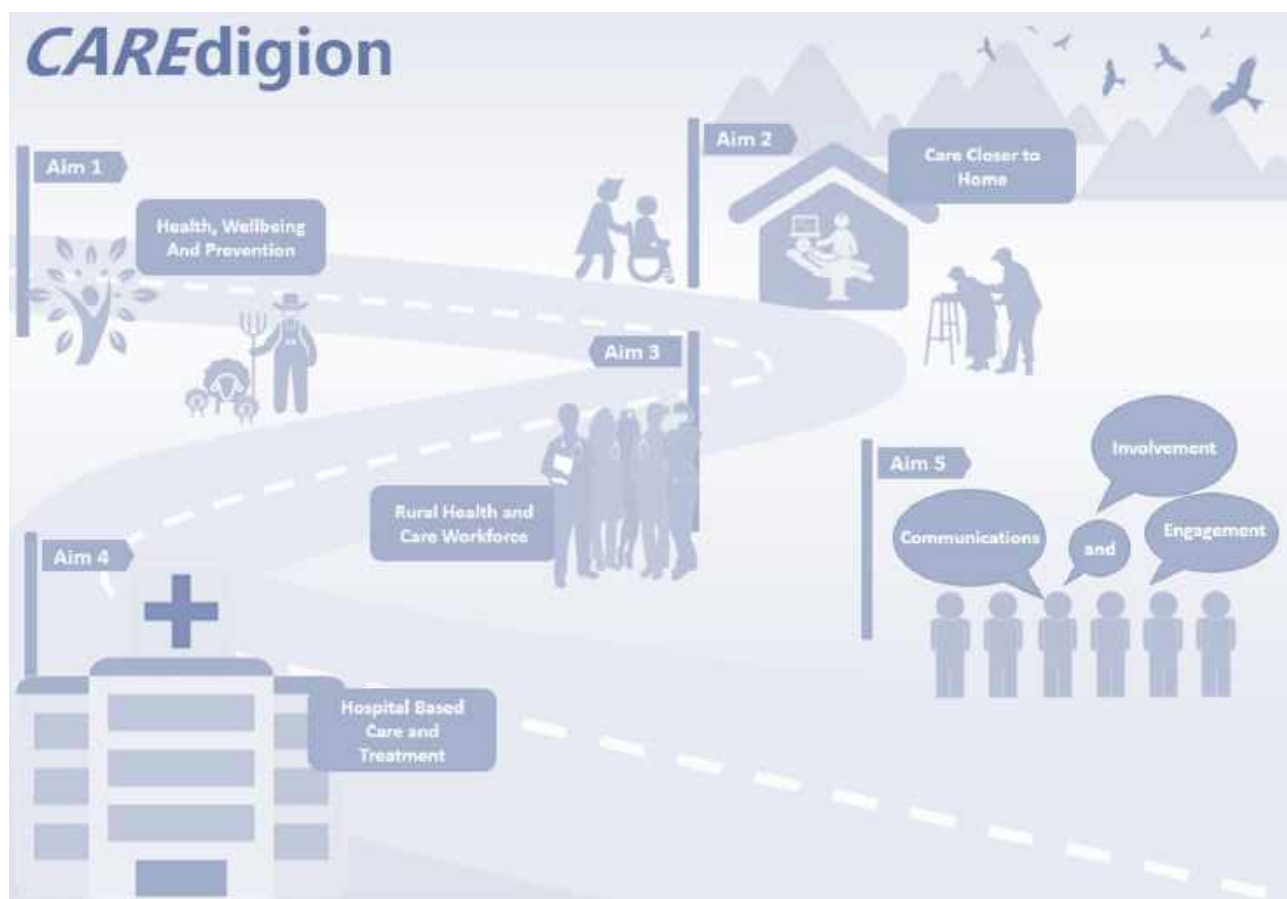 CAREdigion
Aim 1
Health, Wellbeing
And Prevention
Aim 2
Care Closer to
Home
Aim 3
Rural Health and
Care Workforce
Aim 4
Hospital Based
Care and
Treatment
Aim 5
Communications
and
Involvement
Engagement